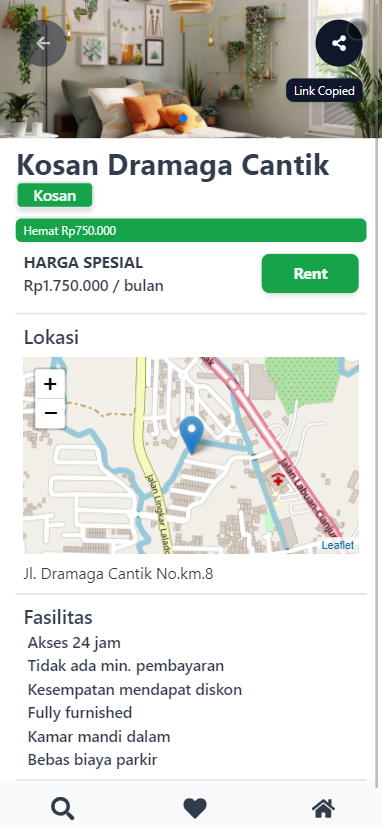 Link Copied
Kosan Dramaga Cantik
Kosan
Hemat Rp750.000
HARGA SPESIAL
Rp1.750.000 / bulan
Rent
Lokasi
+
−
Jalan Lingkar Lalado
Jalan Labuan-Cianjur
Leaflet
Jl. Dramaga Cantik No.km.8
Fasilitas
Akses 24 jam
Tidak ada min. pembayaran
Kesempatan mendapat diskon
Fully furnished
Kamar mandi dalam
Bebas biaya parkir